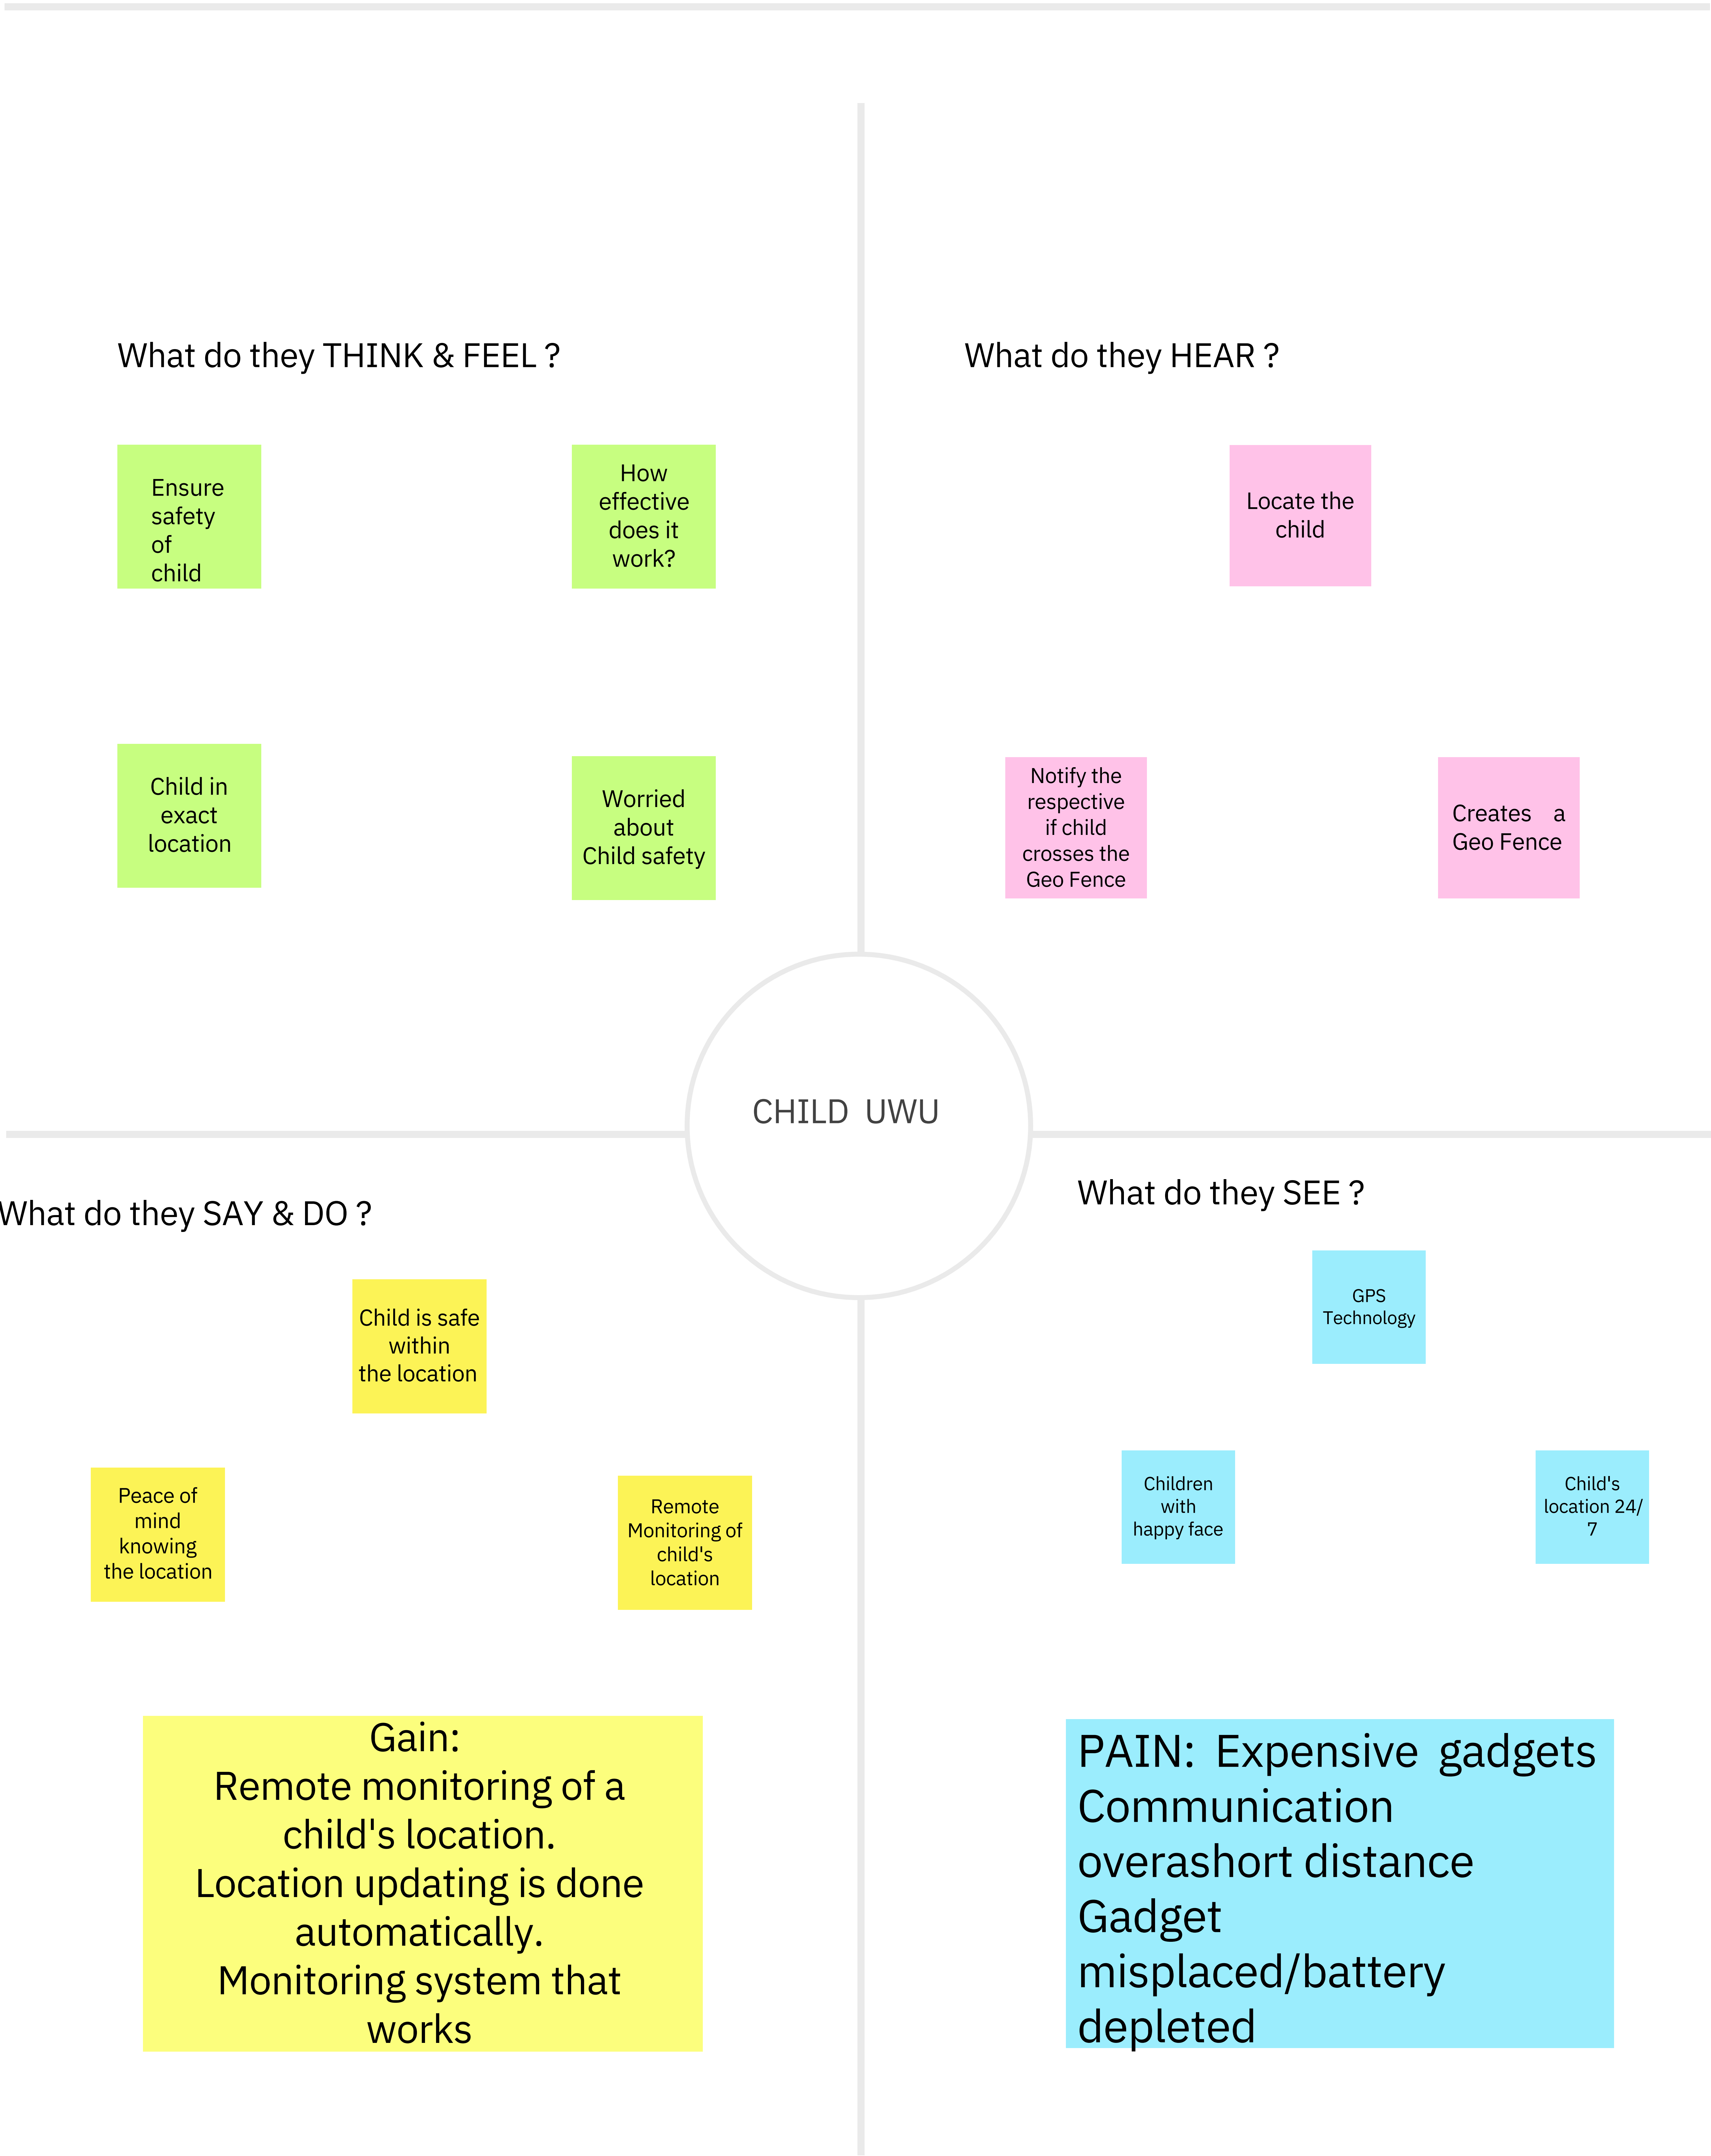 What do they THINK & FEEL ?
Ensure
safety
of
child
How
effective
does it
work?
Child in
exact
location
Worried
about
Child safety
What do they HEAR ?
Locate the
child
Notify the
respective
if child
crosses the
Geo Fence
Creates a
Geo Fence
CHILD UWU
What do they SAY & DO ?
Child is safe
within
the location
Peace of
mind
knowing
the location
Remote
Monitoring of
child's
location
Gain:
Remote monitoring of a
child's location.
Location updating is done
automatically.
Monitoring system that
works
What do they SEE ?
GPS
Technology
Children
with
happy face
Child's
location 24/
7
PAIN: Expensive gadgets
Communication
overashort distance
Gadget
misplaced/battery
depleted